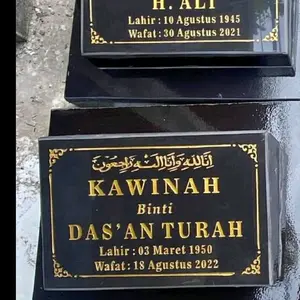 H. ALI
Lahir : 10 Agustus 1945
Wafat : 30 Agustus 2021
إنا لله وإنا إليه راجعون
KAWINAH
Binti
DAS'AN TURAH
Lahir : 03 Maret 1950
Wafat : 18 Agustus 2022